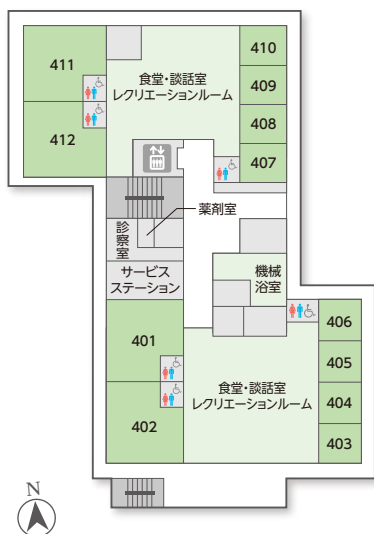 411
412
食堂・談話室
レクリエーションルーム
410
409
408
407
薬剤室
診察室
サービス
ステーション
機械
浴室
401
402
食堂・談話室
レクリエーションルーム
406
405
404
403
N